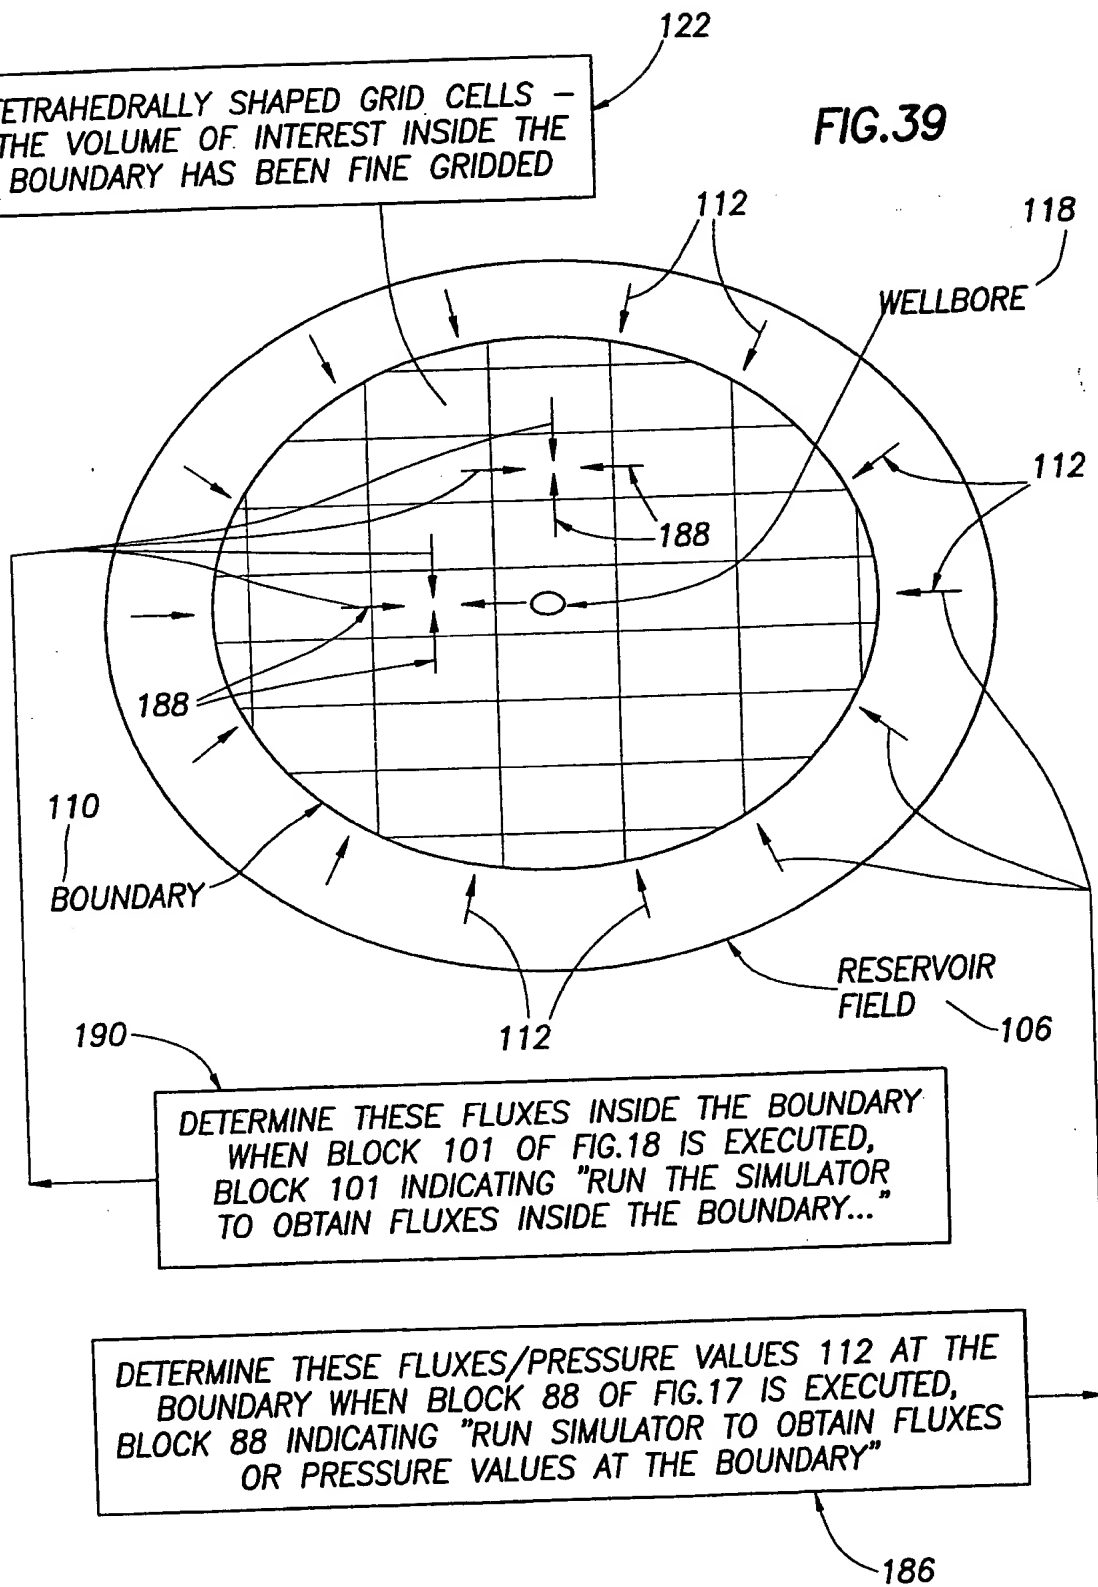 122
ETRAHEDRALLY SHAPED GRID CELLS –
THE VOLUME OF INTEREST INSIDE THE
BOUNDARY HAS BEEN FINE GRIDDED
FIG.39
112
118
WELLBORE
112
188
188
110
BOUNDARY
RESERVOIR
FIELD
106
112
190
DETERMINE THESE FLUXES INSIDE THE BOUNDARY
WHEN BLOCK 101 OF FIG.18 IS EXECUTED,
BLOCK 101 INDICATING "RUN THE SIMULATOR
TO OBTAIN FLUXES INSIDE THE BOUNDARY..."
DETERMINE THESE FLUXES/PRESSURE VALUES 112 AT THE
BOUNDARY WHEN BLOCK 88 OF FIG.17 IS EXECUTED,
BLOCK 88 INDICATING "RUN SIMULATOR TO OBTAIN FLUXES
OR PRESSURE VALUES AT THE BOUNDARY"
186